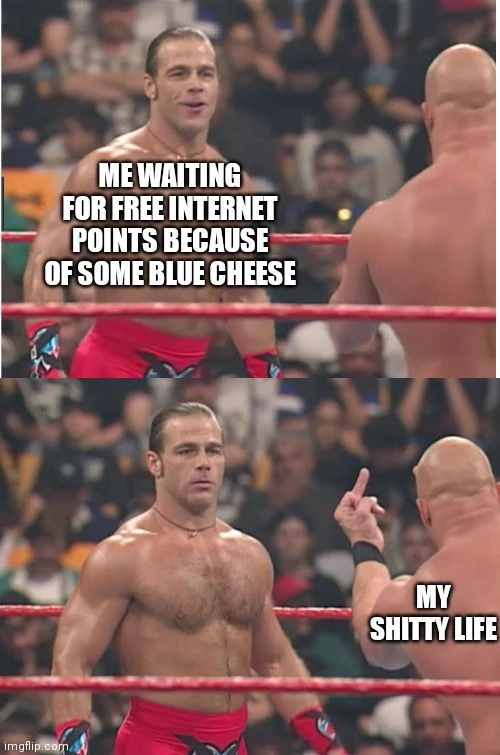 ME WAITING
FOR FREE INTERNET
POINTS BECAUSE
OF SOME BLUE CHEESE
MY
SHITTY LIFE
imgflip.com